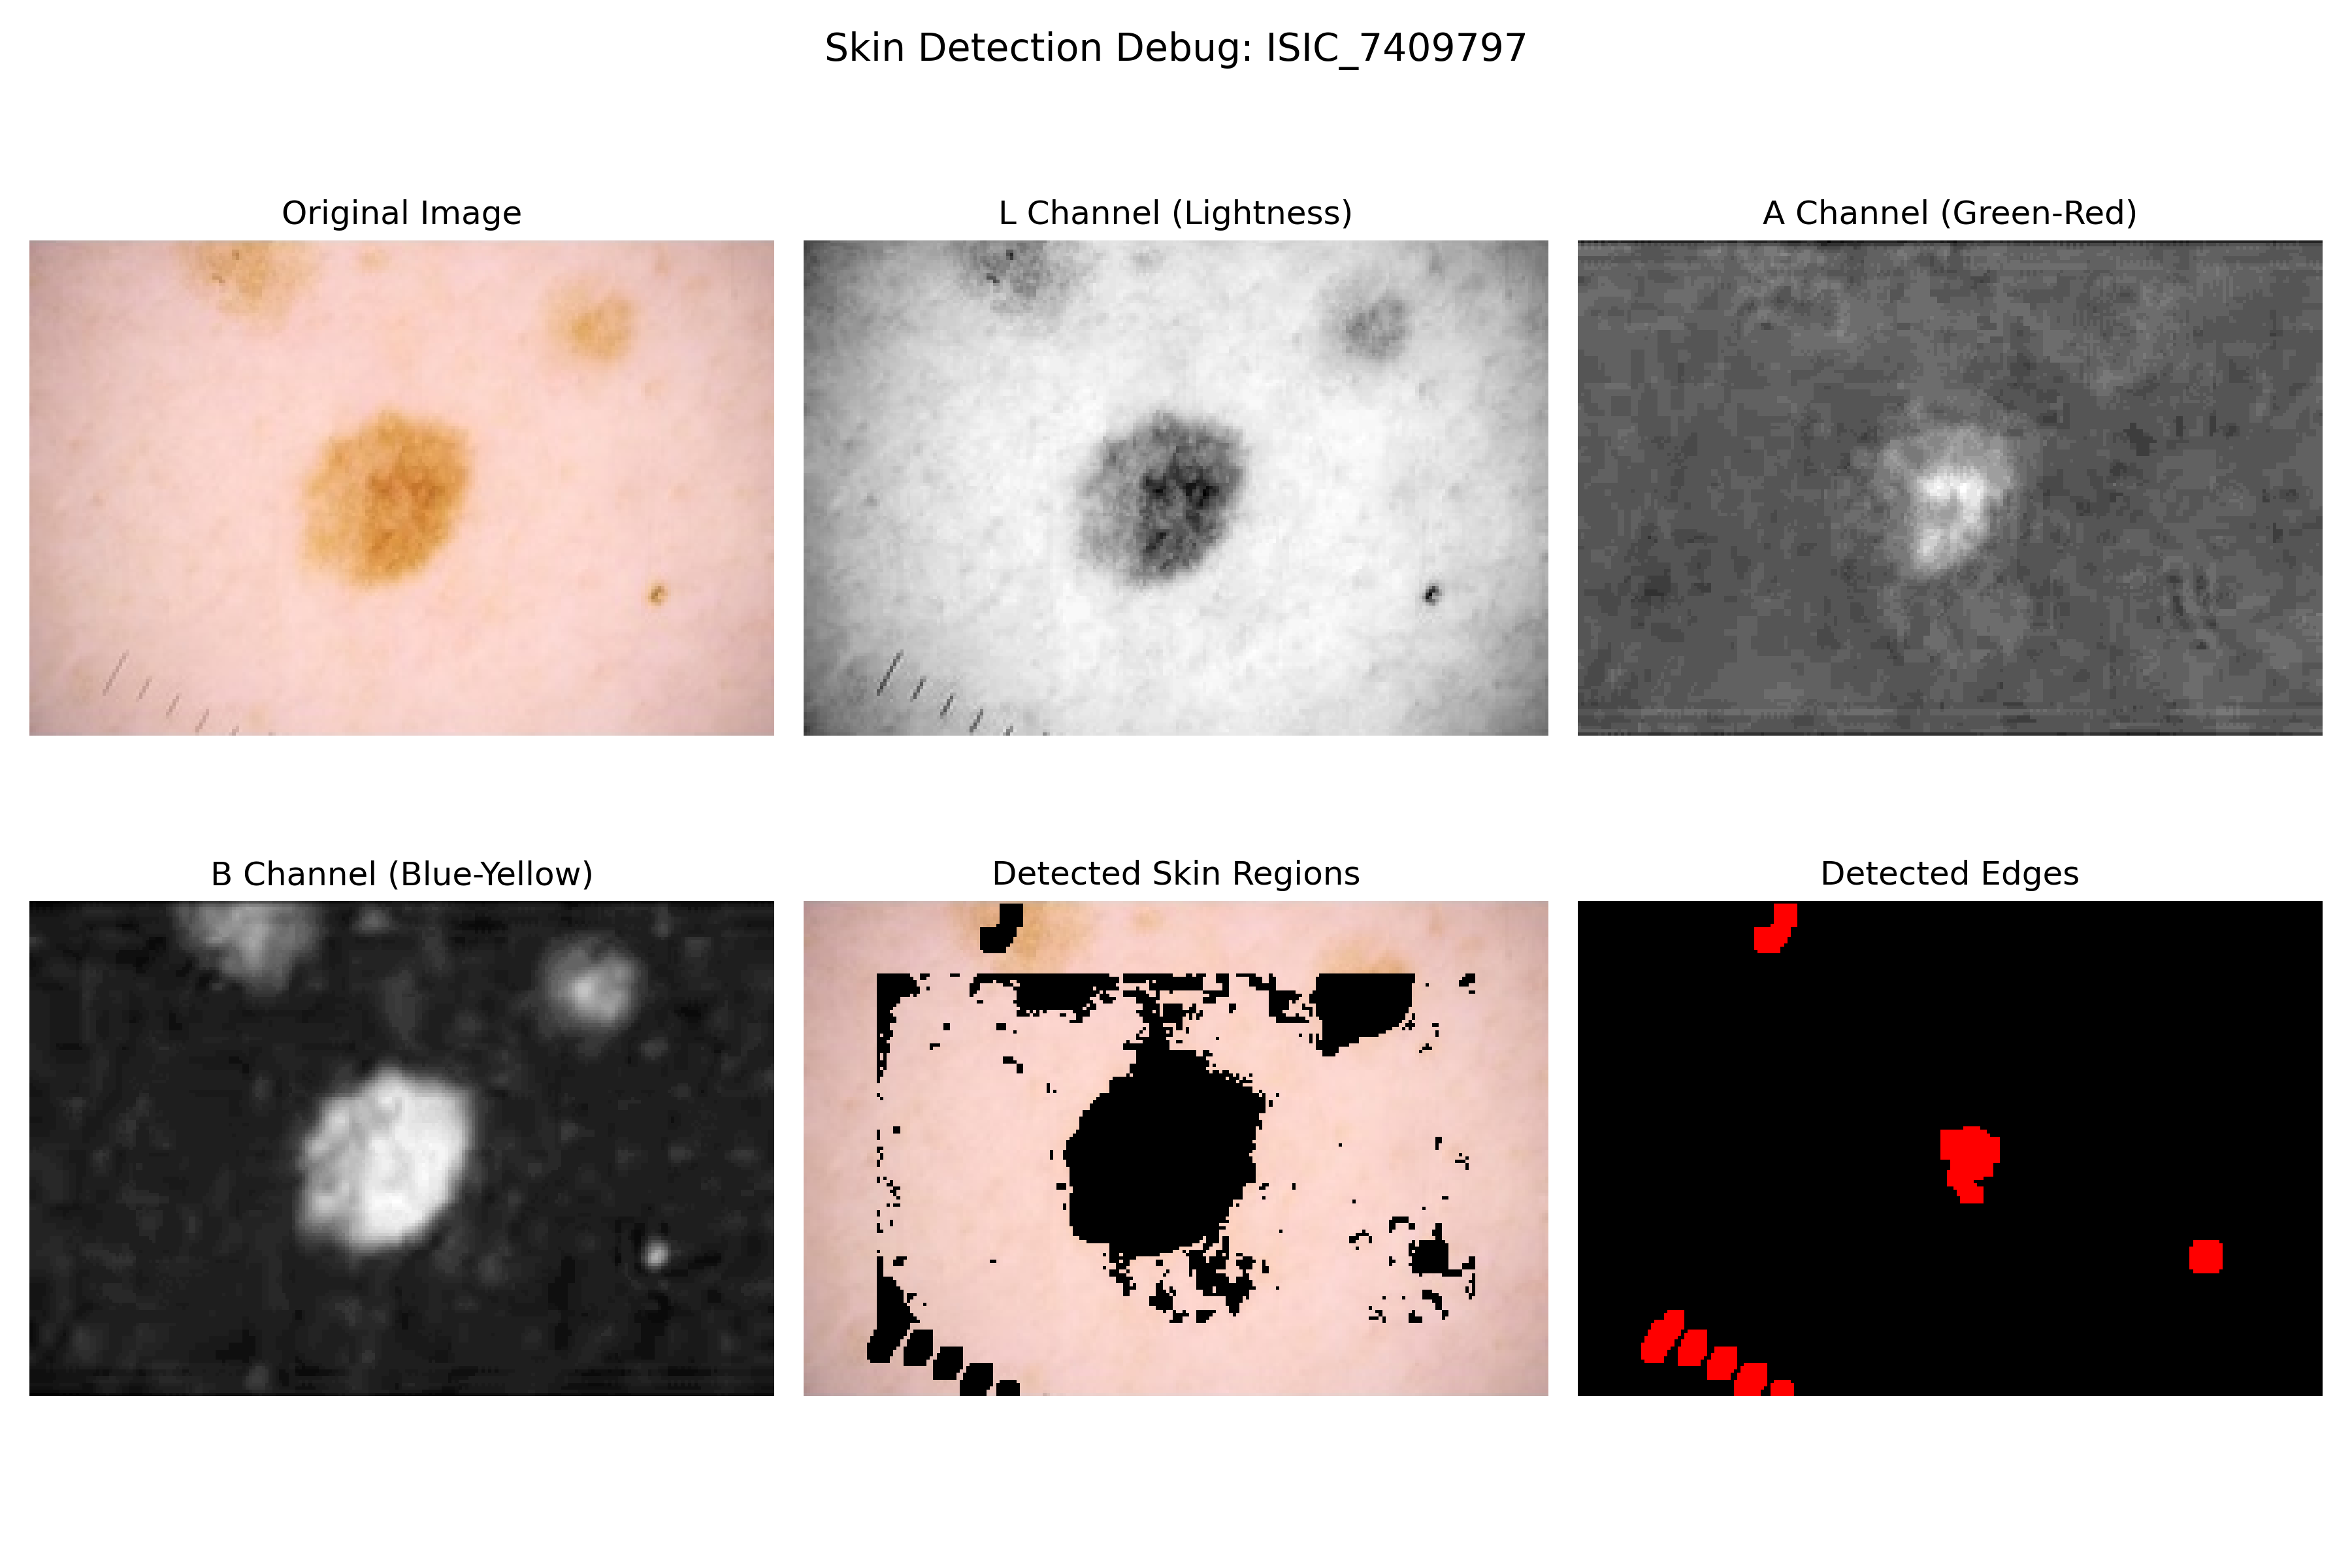 Skin Detection Debug: ISIC_7409797
Original Image
L Channel (Lightness)
A Channel (Green-Red)
B Channel (Blue-Yellow)
Detected Skin Regions
Detected Edges